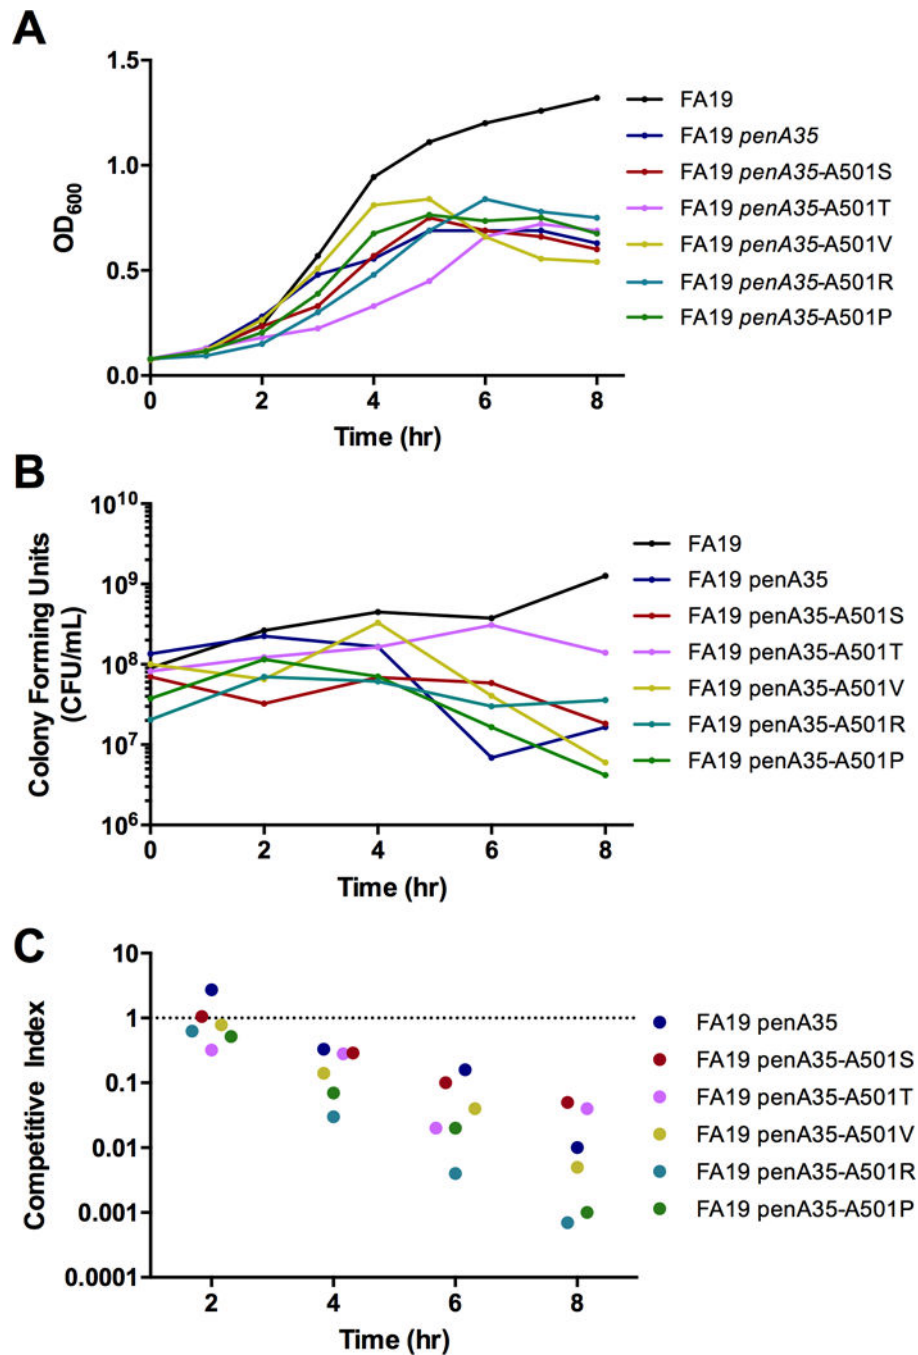 A
1.5
1.0
0.5
0.0
OD600
0 2 4 6 8
Time (hr)
FA19
FA19 penA35
FA19 penA35-A501S
FA19 penA35-A501T
FA19 penA35-A501V
FA19 penA35-A501R
FA19 penA35-A501P
B
10^10
10^9
10^8
10^7
10^6
Colony Forming Units
(CFU/mL)
0 2 4 6 8
Time (hr)
FA19
FA19 penA35
FA19 penA35-A501S
FA19 penA35-A501T
FA19 penA35-A501V
FA19 penA35-A501R
FA19 penA35-A501P
C
10
1
0.1
0.01
0.001
0.0001
Competitive Index
2 4 6 8
Time (hr)
FA19 penA35
FA19 penA35-A501S
FA19 penA35-A501T
FA19 penA35-A501V
FA19 penA35-A501R
FA19 penA35-A501P